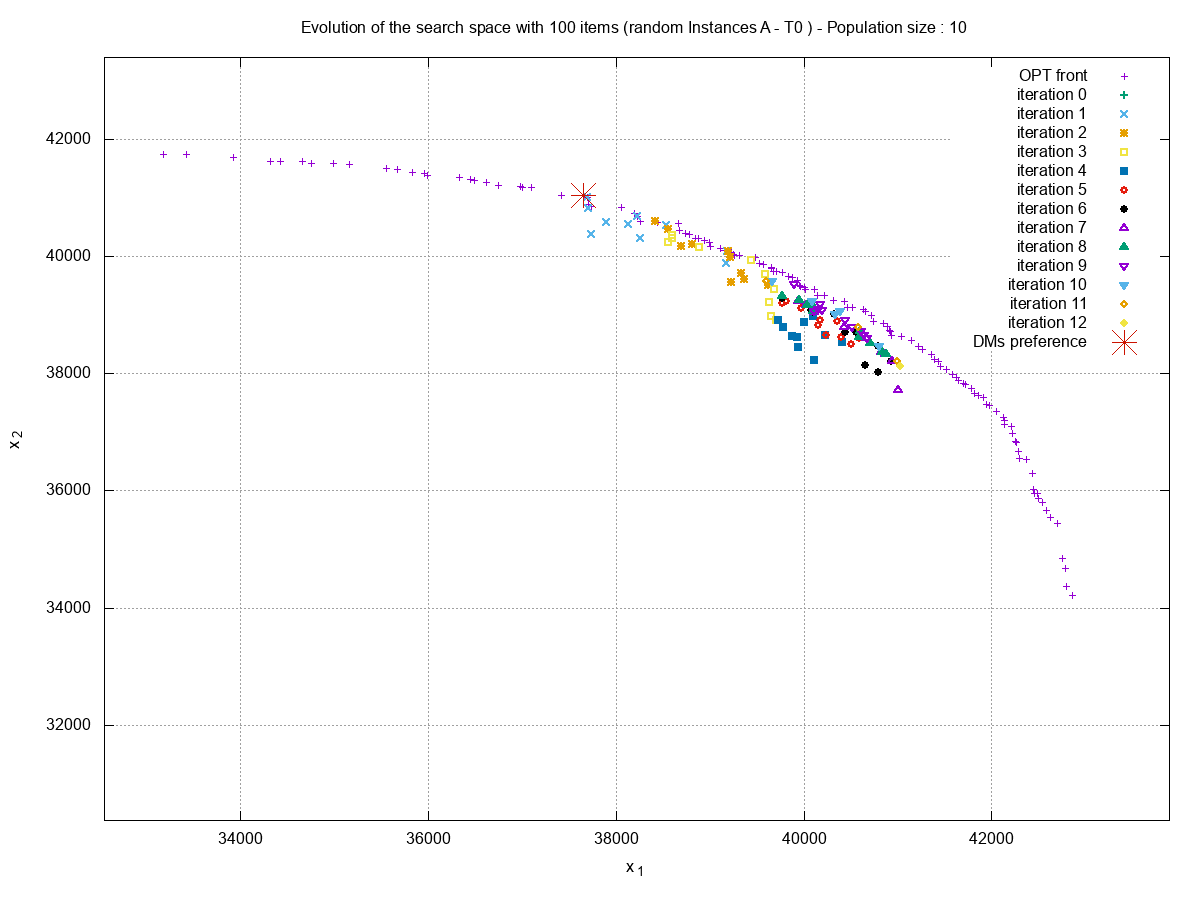 Evolution of the search space with 100 items (random Instances A - T0 ) - Population size : 10
OPT front
iteration 0
iteration 1
iteration 2
iteration 3
iteration 4
iteration 5
iteration 6
iteration 7
iteration 8
iteration 9
iteration 10
iteration 11
iteration 12
DMs preference
42000
40000
38000
36000
34000
32000
x 2
34000 36000 38000 40000 42000
x 1